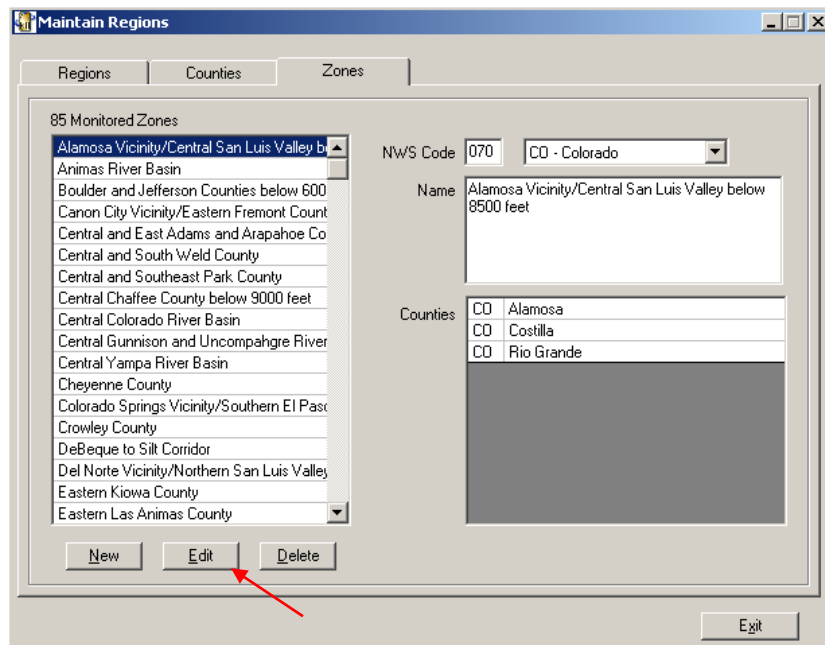 Maintain Regions
Regions Counties Zones
85 Monitored Zones
Alamosa Vicinity/Central San Luis Valley be
Animas River Basin
Boulder and Jefferson Counties below 600
Canon City Vicinity/Eastern Fremont Count
Central and East Adams and Arapahoe Co
Central and South Weld County
Central and Southeast Park County
Central Chaffee County below 9000 feet
Central Colorado River Basin
Central Gunnison and Uncompahgre River
Central Yampa River Basin
Cheyenne County
Colorado Springs Vicinity/Southern El Paso
Crowley County
DeBeque to Silt Corridor
Del Norte Vicinity/Northern San Luis Valley
Eastern Kiowa County
Eastern Las Animas County
New Edit Delete
NWS Code 070 CO - Colorado
Name Alamosa Vicinity/Central San Luis Valley below
8500 feet
Counties CO Alamosa
CO Costilla
CO Rio Grande
Exit